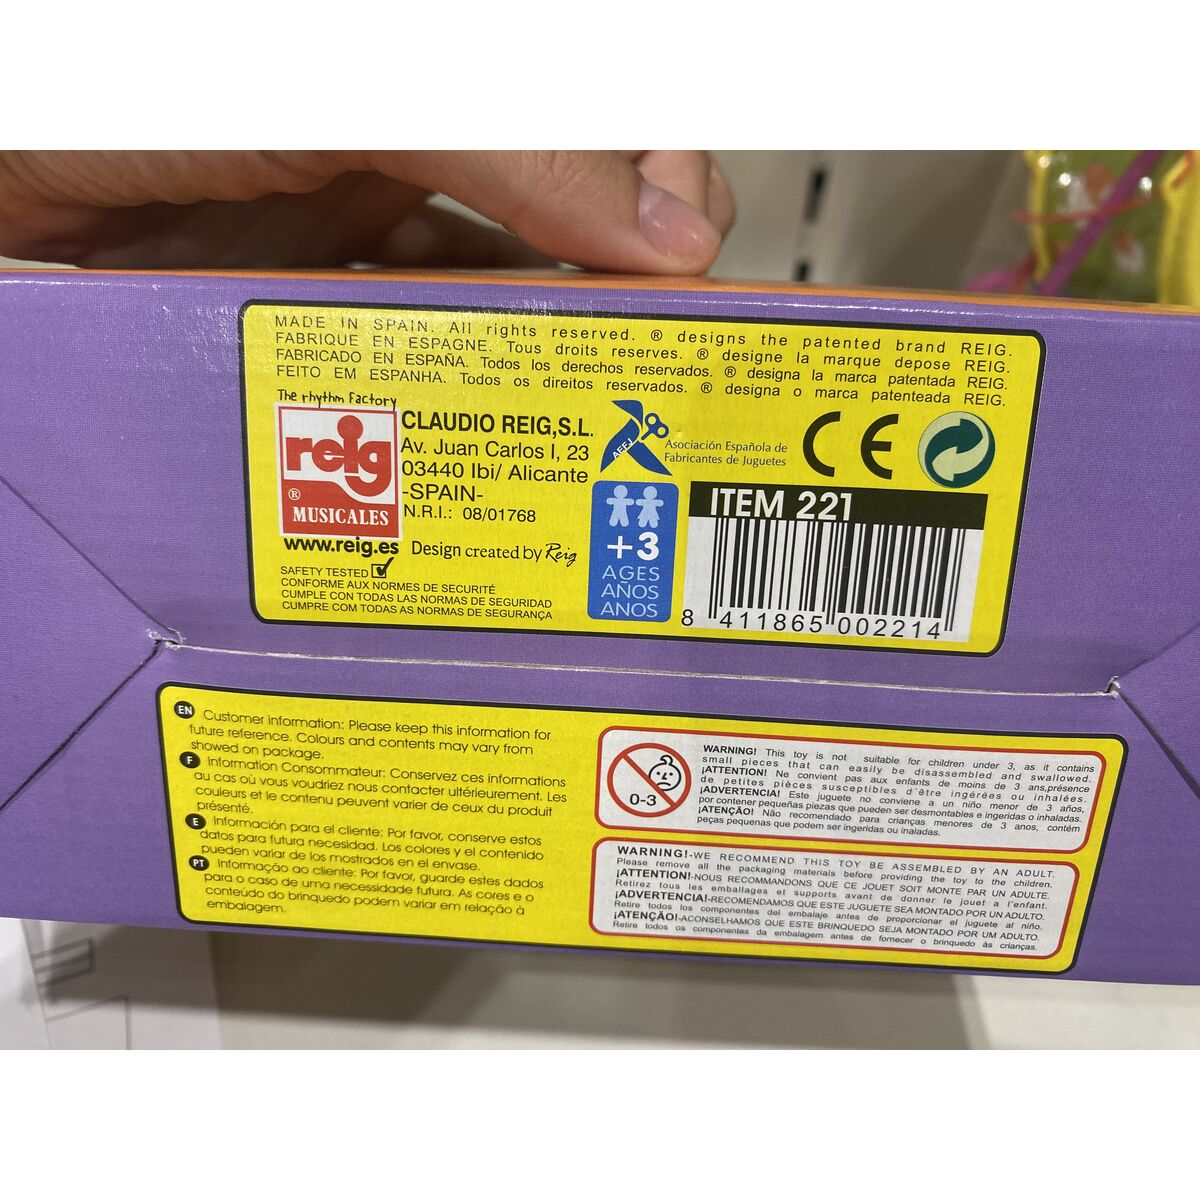 MADE IN SPAIN. All rights reserved. ® designs the patented brand REIG.
FABRIQUE EN ESPAGNE. Tous droits reserves. ® designe la marque depose REIG.
FABRICADO EN ESPAÑA. Todos los derechos reservados. ® designa la marca patentada REIG.
FEITO EM ESPANHA. Todos os direitos reservados. ® designa o marca patenteada REIG.
The rhythm Factory
reig
®
MUSICALES
www.reig.es
CLAUDIO REIG,S.L.
Av. Juan Carlos I, 23
03440 Ibi/ Alicante
-SPAIN-
N.R.I.: 08/01768
Design created by Reig
SAFETY TESTED
CONFORME AUX NORMES DE SECURITÉ
CUMPLE CON TODAS LAS NORMAS DE SEGURIDAD
CUMPRE COM TODAS AS NORMAS DE SEGURANÇA
AEFJ
Asociación Española de
Fabricantes de Juguetes
CE
+3
AGES
AÑOS
ANOS
ITEM 221
8 411865 002214
EN Customer information: Please keep this information for
future reference. Colours and contents may vary from
showed on package.
F Information Consommateur: Conservez ces informations
au cas où vous voudriez nous contacter ultérieurement. Les
couleurs et le contenu peuvent varier de ceux du produit
présenté.
E Información para el cliente: Por favor, conserve estos
datos para futura necesidad. Los colores y el contenido
pueden variar de los mostrados en el envase.
PT Informação ao cliente: Por favor, guarde estes dados
para o caso de uma necessidade futura. As cores e o
conteúdo do brinquedo podem variar em relação à
embalagem.
0-3
WARNING! This toy is not suitable for children under 3, as it contains
small pieces that can easily be disassembled and swallowed.
¡ATTENTION! Ne convient pas aux enfants de moins de 3 ans,présence
de petites pièces susceptibles d'être ingérées ou inhalées.
¡ADVERTENCIA! Este juguete no conviene a un niño menor de 3 años,
por contener pequeñas piezas que pueden ser desmontables e ingeridas o inhaladas.
¡ATENÇÃO! Não recomendado para crianças menores de 3 anos, contém
peças pequenas que podem ser ingeridas ou inaladas.
WARNING!-WE RECOMMEND THIS TOY BE ASSEMBLED BY AN ADULT.
Please remove all the packaging materials before providing the toy to the children.
¡ATTENTION!-NOUS RECOMMANDONS QUE CE JOUET SOIT MONTE PAR UN ADULTE.
Retirez tous les emballages et supports avant de donner le jouet a l'enfant.
¡ADVERTENCIA!-RECOMENDAMOS QUE ESTE JUGUETE SEA MONTADO POR UN ADULTO.
Retire todos los componentes del embalaje antes de proporcionar el juguete al niño.
¡ATENÇÃO!-ACONSELHAMOS QUE ESTE BRINQUEDO SEJA MONTADO POR UM ADULTO.
Retire todos os componentes da embalagem antes de fornecer o brinquedo às crianças.